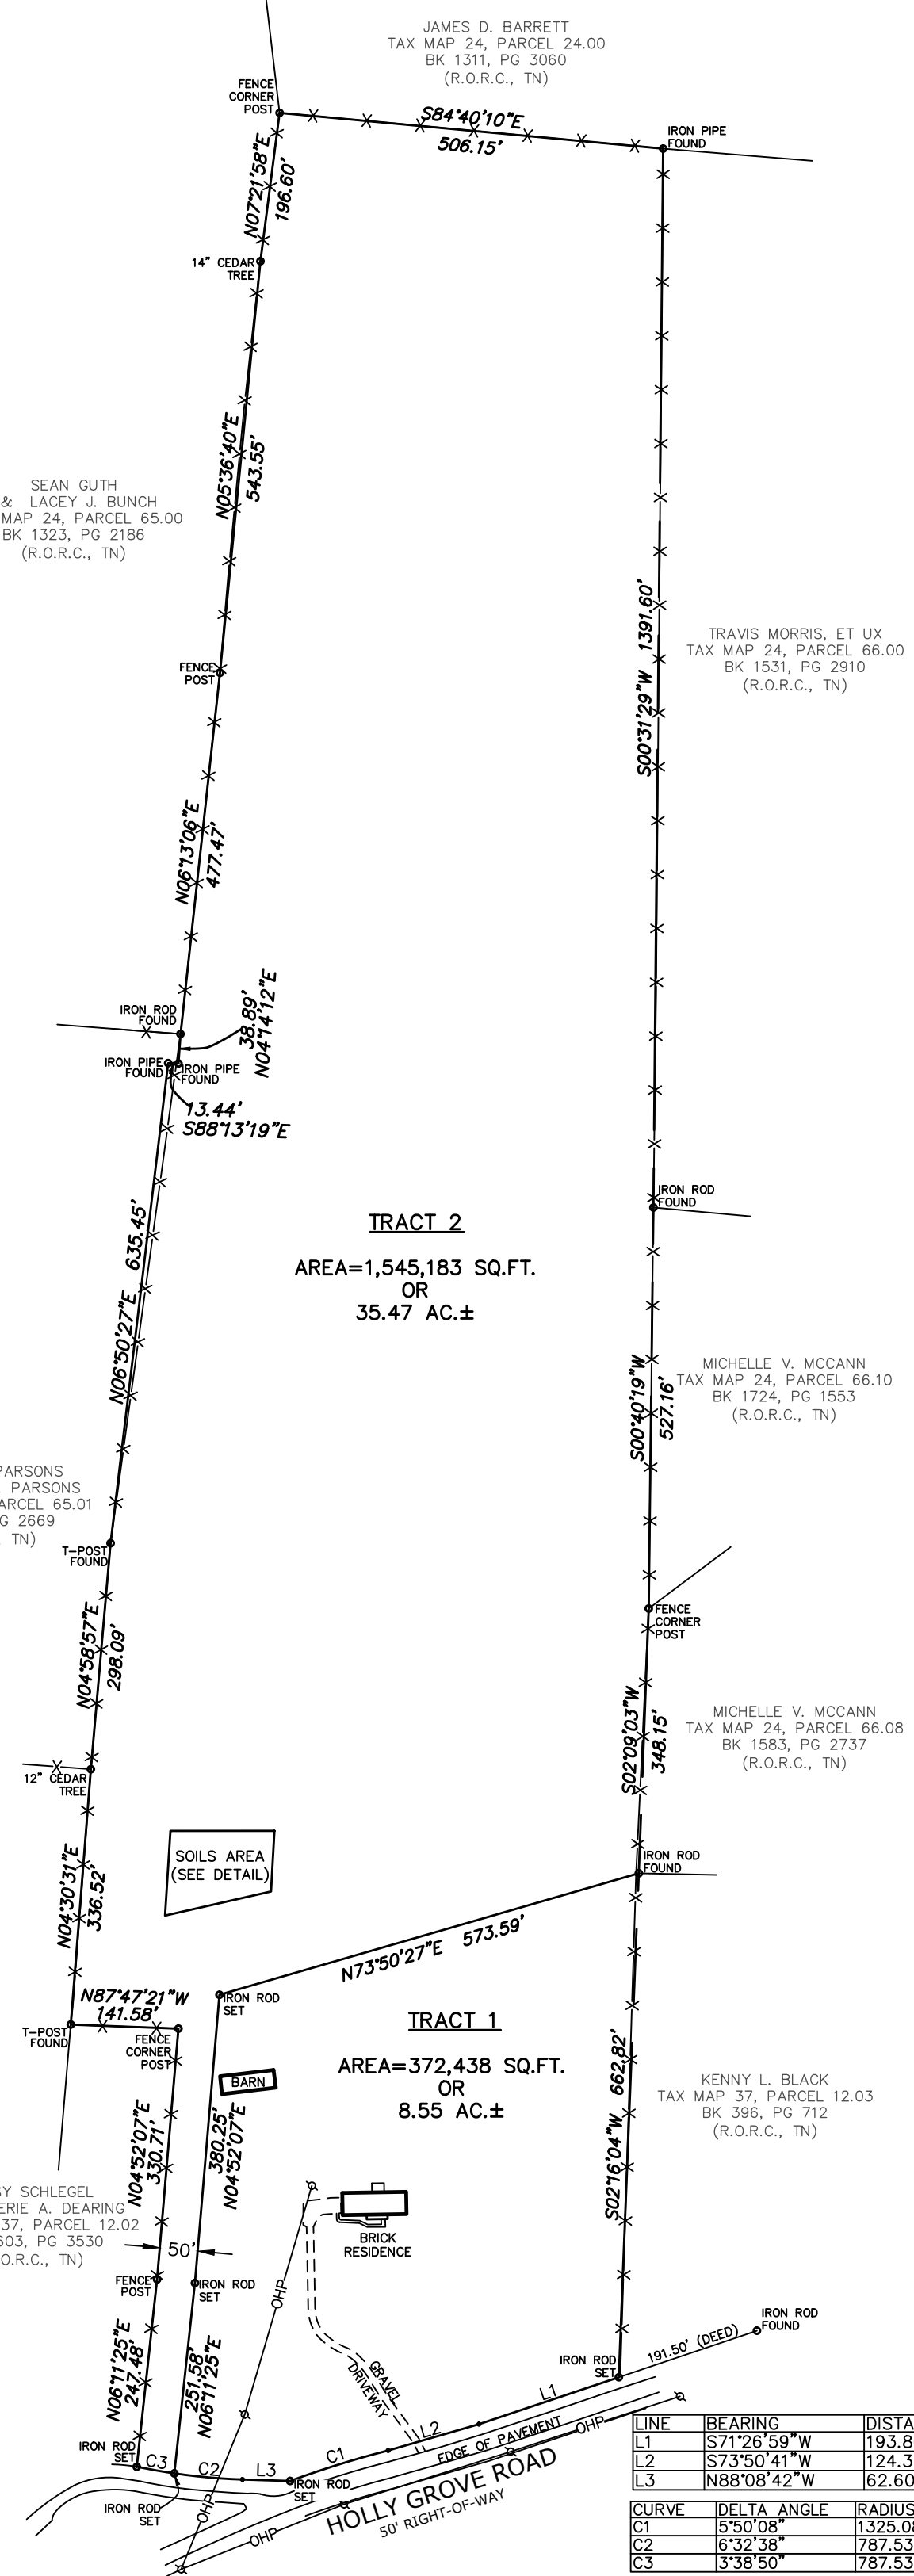 JAMES D. BARRETT
TAX MAP 24, PARCEL 24.00
BK 1311, PG 3060
(R.O.R.C., TN)
FENCE
CORNER
POST
S84°40'10"E
506.15'
IRON PIPE
FOUND
N07°21'58"E
196.60'
14" CEDAR
TREE
N05°36'40"E
543.55'
SEAN GUTH
& LACEY J. BUNCH
MAP 24, PARCEL 65.00
BK 1323, PG 2186
(R.O.R.C., TN)
S00°31'29"W 1391.60'
TRAVIS MORRIS, ET UX
TAX MAP 24, PARCEL 66.00
BK 1531, PG 2910
(R.O.R.C., TN)
FENCE
POST
N06°13'06"E
477.47'
IRON ROD
FOUND
38.89'
N04°14'12"E
IRON PIPE
FOUND
IRON PIPE
FOUND
13.44'
S88°13'19"E
IRON ROD
FOUND
TRACT 2
AREA=1,545,183 SQ.FT.
OR
35.47 AC.±
N06°50'27"E 635.45'
S00°40'19"W
527.16'
MICHELLE V. MCCANN
TAX MAP 24, PARCEL 66.10
BK 1724, PG 1553
(R.O.R.C., TN)
PARSONS
PARSONS
PARCEL 65.01
G 2669
TN)
T-POST
FOUND
FENCE
CORNER
POST
N04°58'57"E
298.09'
S02°09'03"W
348.15'
MICHELLE V. MCCANN
TAX MAP 24, PARCEL 66.08
BK 1583, PG 2737
(R.O.R.C., TN)
12" CEDAR
TREE
SOILS AREA
(SEE DETAIL)
IRON ROD
FOUND
N04°30'31"E
336.52'
N73°50'27"E 573.59'
N87°47'21"W
141.58'
IRON ROD
SET
T-POST
FOUND
FENCE
CORNER
POST
TRACT 1
AREA=372,438 SQ.FT.
OR
8.55 AC.±
BARN
N04°52'07"E
330.71'
380.25'
N04°52'07"E
S02°16'04"W 662.82'
KENNY L. BLACK
TAX MAP 37, PARCEL 12.03
BK 396, PG 712
(R.O.R.C., TN)
SY SCHLEGEL
ERIE A. DEARING
37, PARCEL 12.02
603, PG 3530
O.R.C., TN)
50'
BRICK
RESIDENCE
FENCE
POST
IRON ROD
SET
OHP
N06°11'25"E
247.48'
251.58'
N06°11'25"E
GRAVEL
DRIVEWAY
IRON ROD
SET
191.50' (DEED)
IRON ROD
FOUND
L1
L2
C1
IRON ROD
SET
C3
C2
L3
IRON ROD
SET
IRON ROD
SET
EDGE OF PAVEMENT
OHP
OHP
OHP
HOLLY GROVE ROAD
50' RIGHT-OF-WAY
LINE BEARING DISTA
L1 S71°26'59"W 193.8
L2 S73°50'41"W 124.3
L3 N88°08'42"W 62.60
CURVE DELTA ANGLE RADIUS
C1 5°50'08" 1325.08
C2 6°32'38" 787.53
C3 3°38'50" 787.53